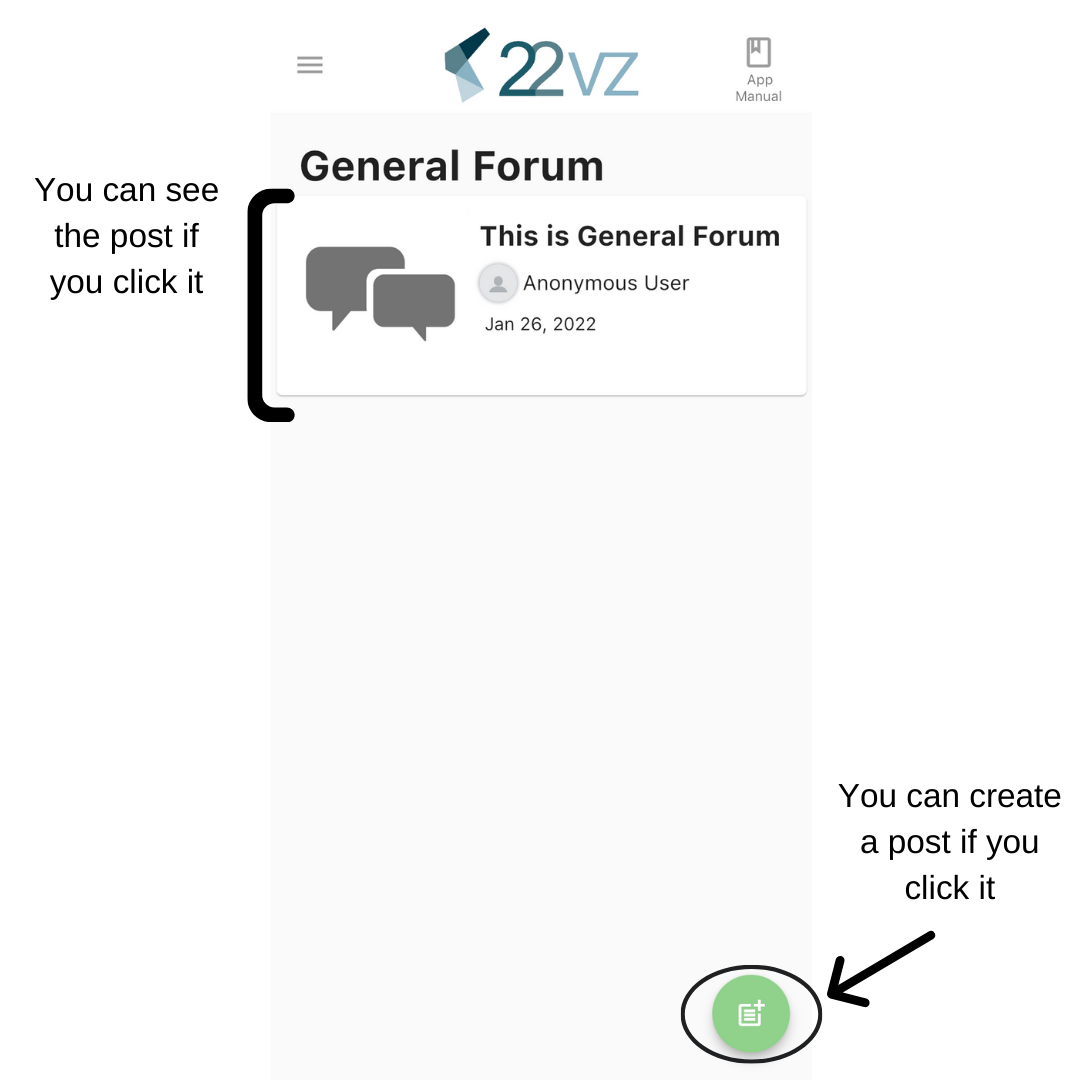 22VZ
App
Manual
General Forum
You can see
the post if
you click it
This is General Forum
Anonymous User
Jan 26, 2022
You can create
a post if you
click it